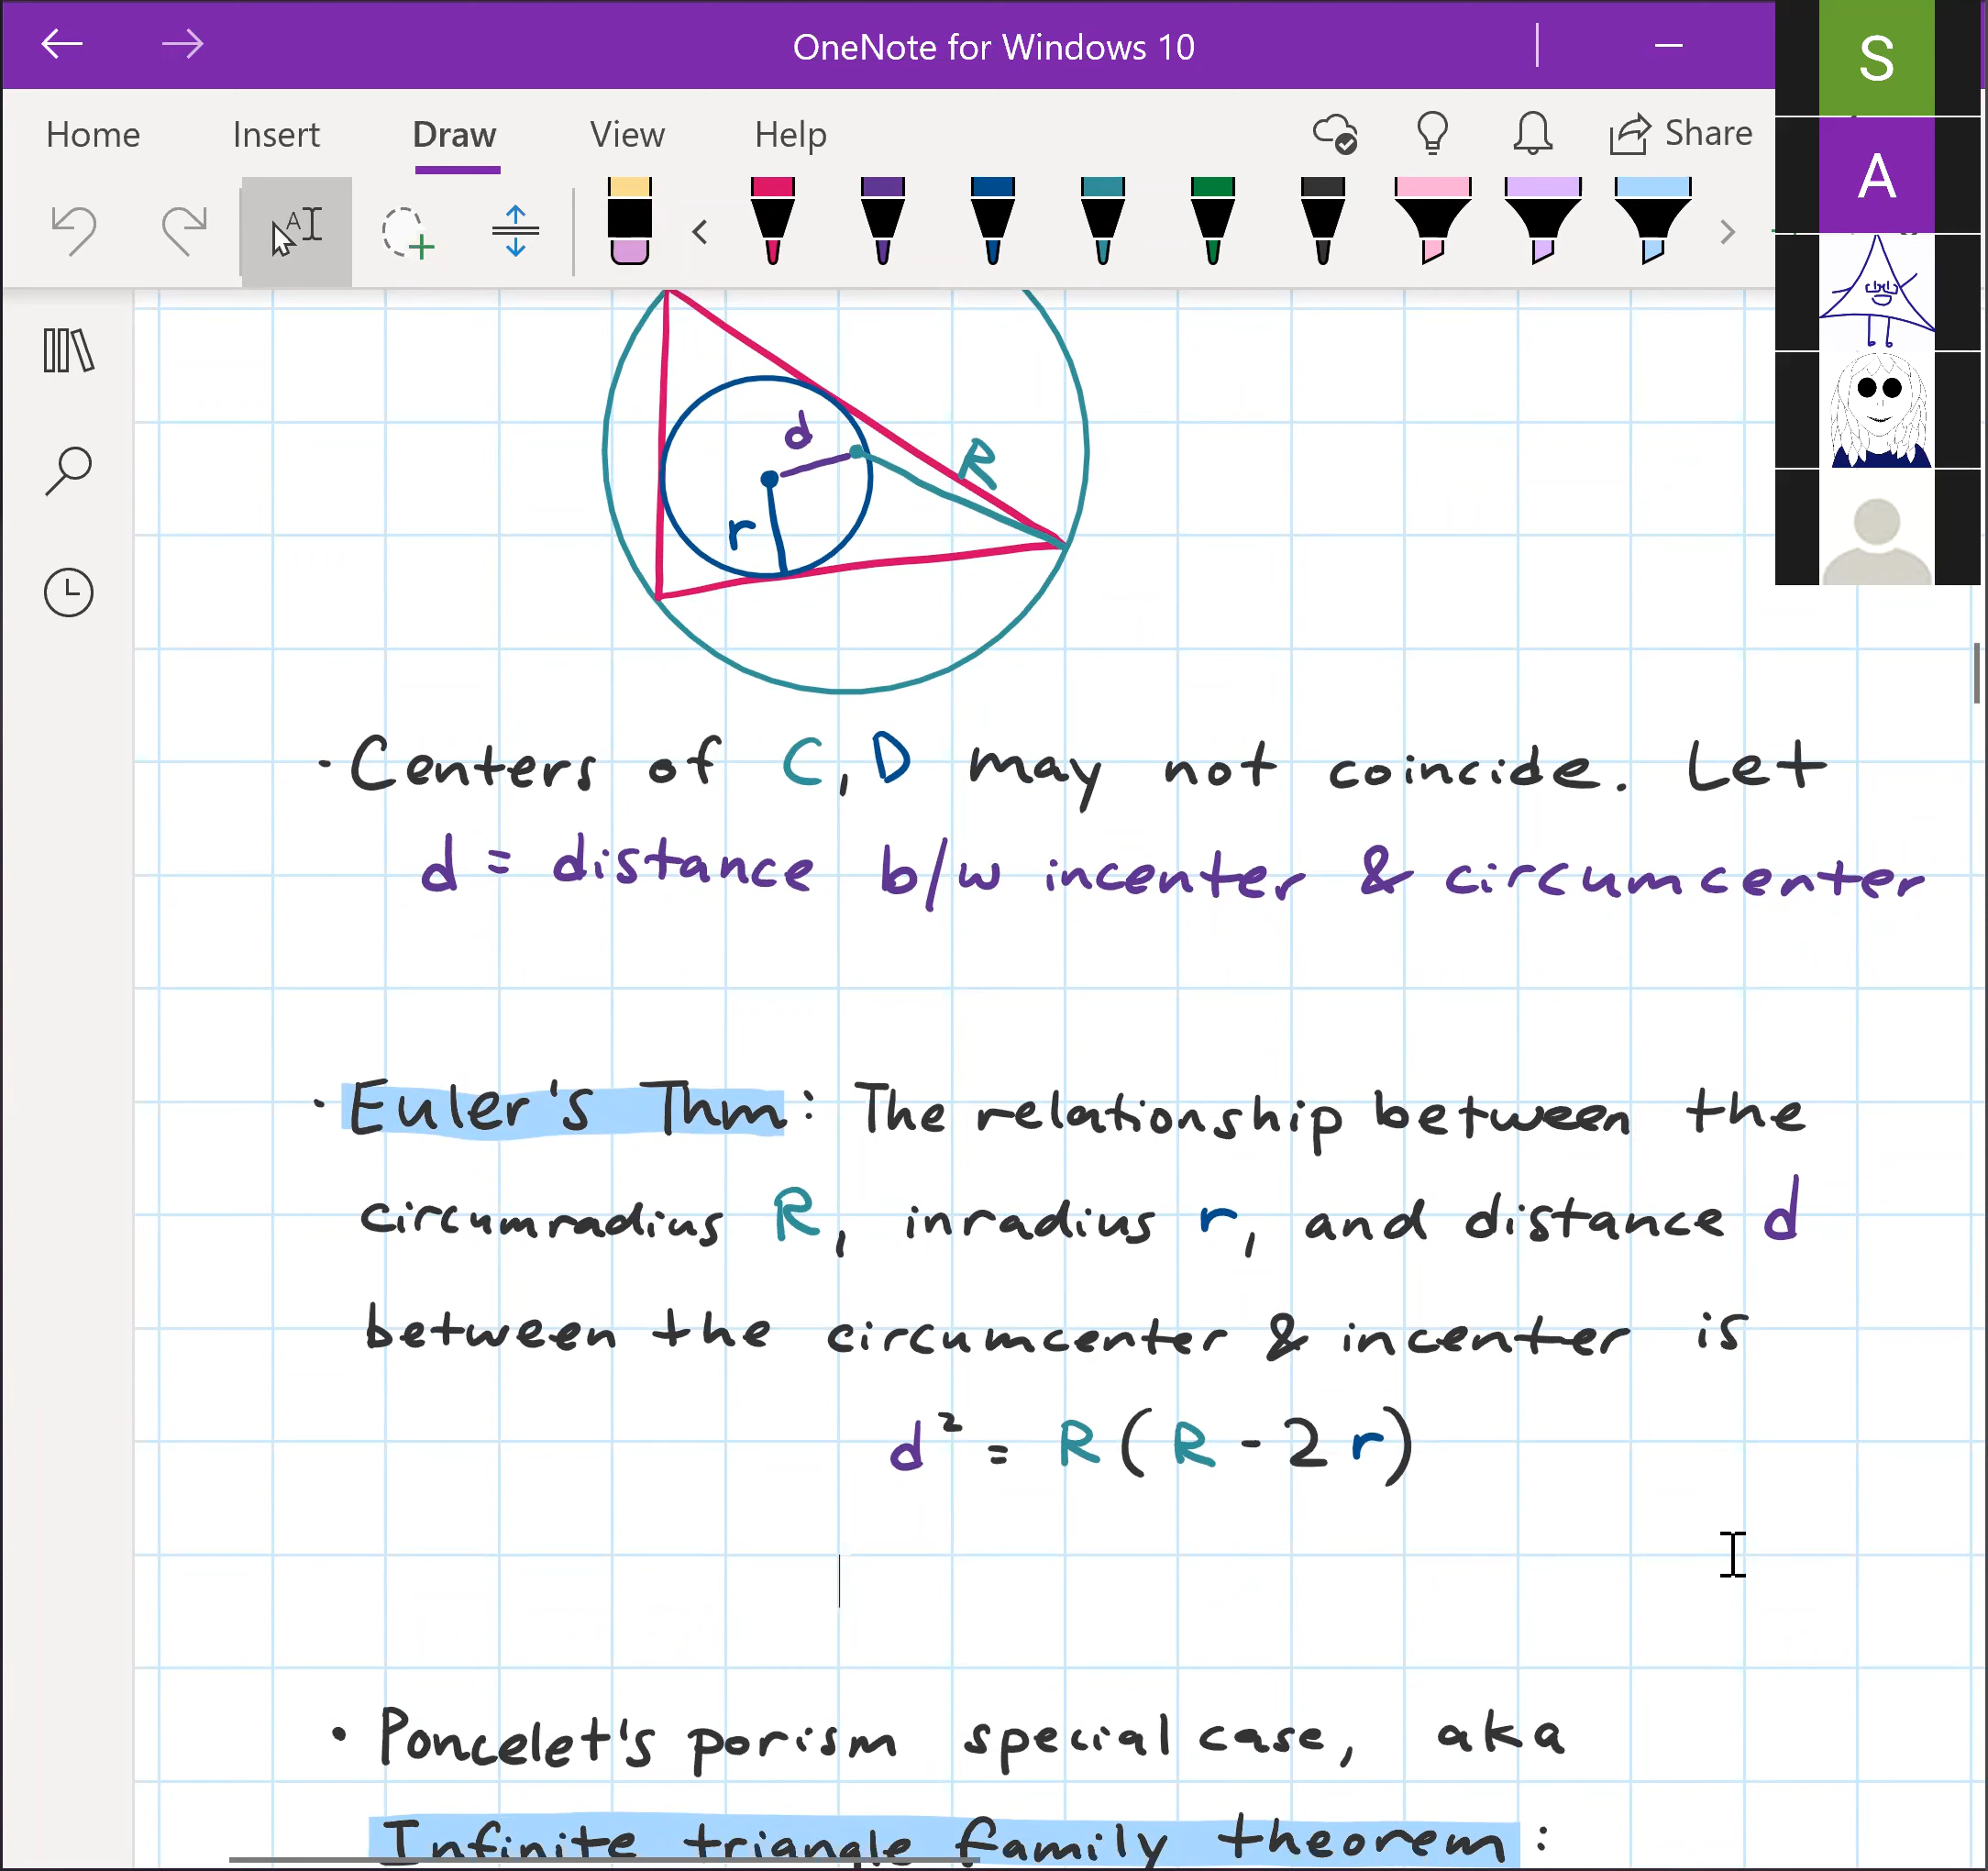 OneNote for Windows 10
S
Home Insert Draw View Help Share
A
d
R
r
· Centers of C, D may not coincide. Let
d = distance b/w incenter & circumcenter
· Euler's Thm: The relationship between the
circumradius R, inradius r, and distance d
between the circumcenter & incenter is
d² = R(R-2r)
· Poncelet's porism special case, aka
Infinite triangle family theorem: